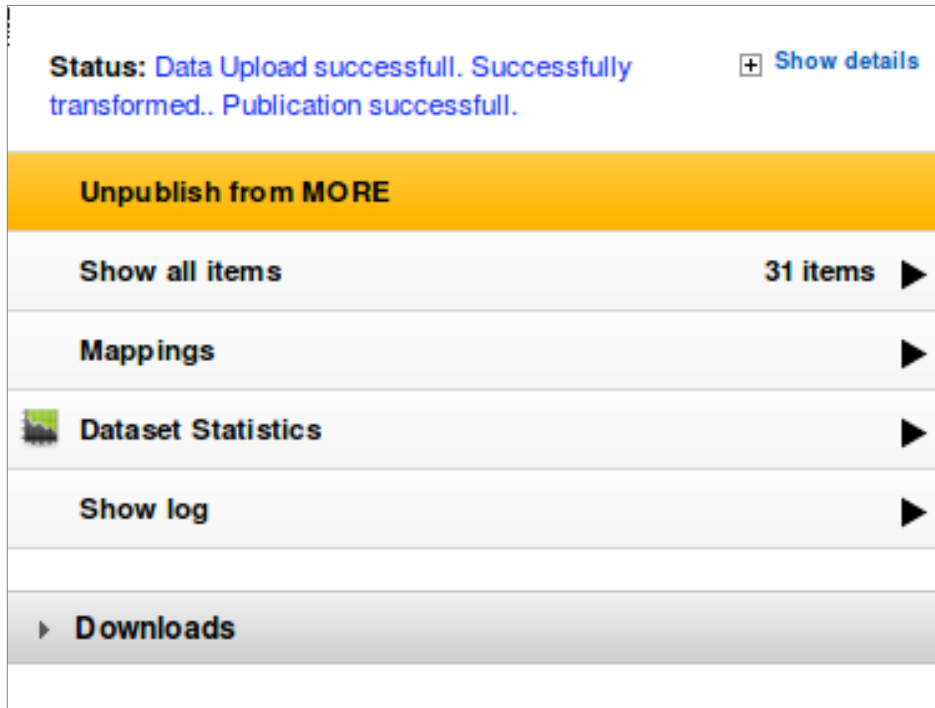 Status: Data Upload successfull. Successfully
transformed.. Publication successfull.
Show details
Unpublish from MORE
Show all items 31 items
Mappings
Dataset Statistics
Show log
Downloads